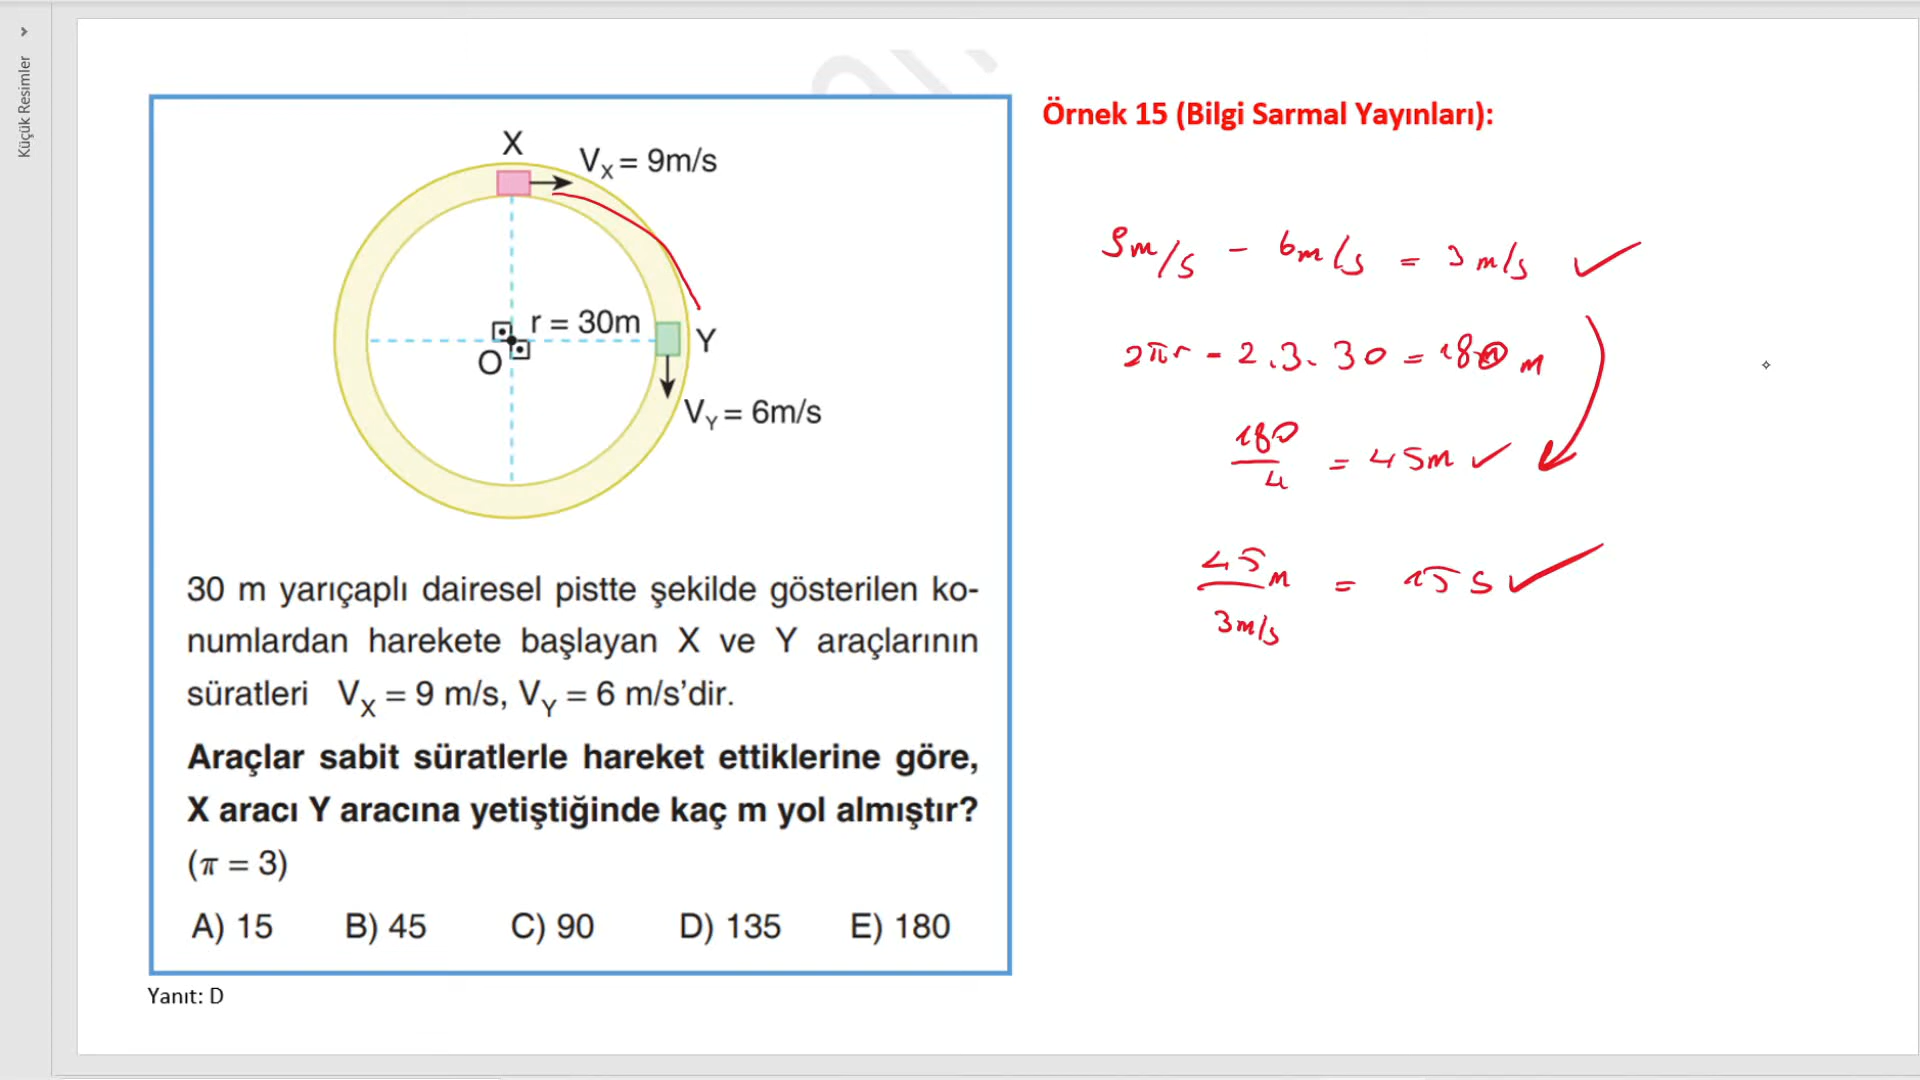 Küçük Resimler
X
Vx = 9m/s
r = 30m
O
Y
VY = 6m/s
30 m yarıçaplı dairesel pistte şekilde gösterilen ko-
numlardan harekete başlayan X ve Y araçlarının
süratleri VX = 9 m/s, VY = 6 m/s’dir.
Araçlar sabit süratlerle hareket ettiklerine göre,
X aracı Y aracına yetiştiğinde kaç m yol almıştır?
(π = 3)
A) 15 B) 45 C) 90 D) 135 E) 180
Yanıt: D
Örnek 15 (Bilgi Sarmal Yayınları):
9m/s - 6m/s = 3 m/s ✓
2πr = 2.3.30 = 180 m
180/4 = 45m ✓
45m / 3m/s = 15 s ✓